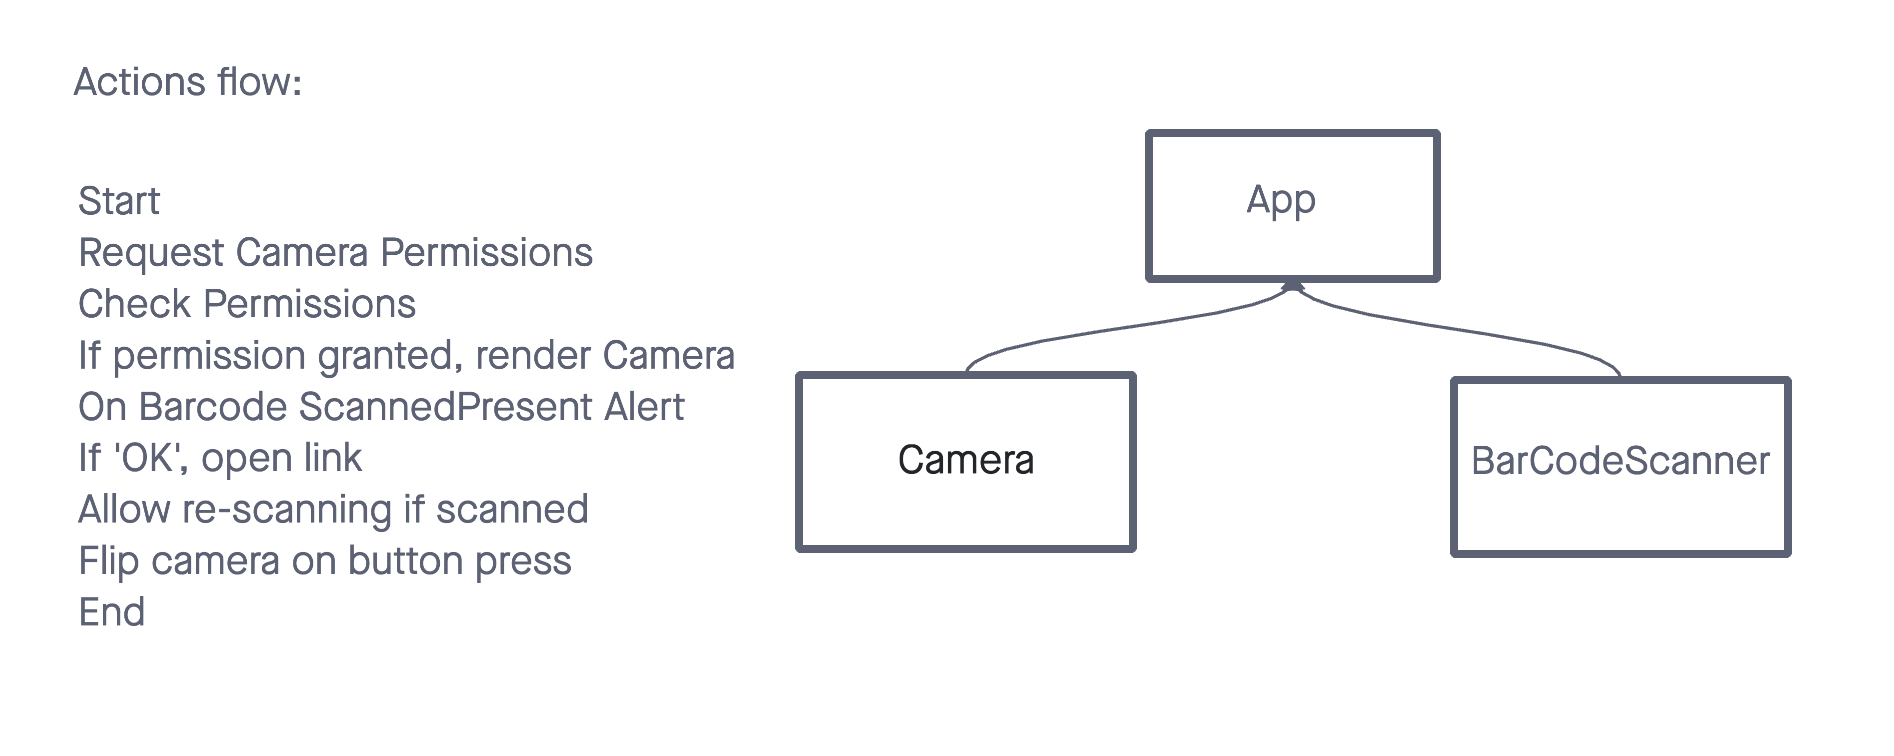 Actions flow:
Start
Request Camera Permissions
Check Permissions
If permission granted, render Camera
On Barcode ScannedPresent Alert
If 'OK', open link
Allow re-scanning if scanned
Flip camera on button press
End
App
Camera
BarCodeScanner